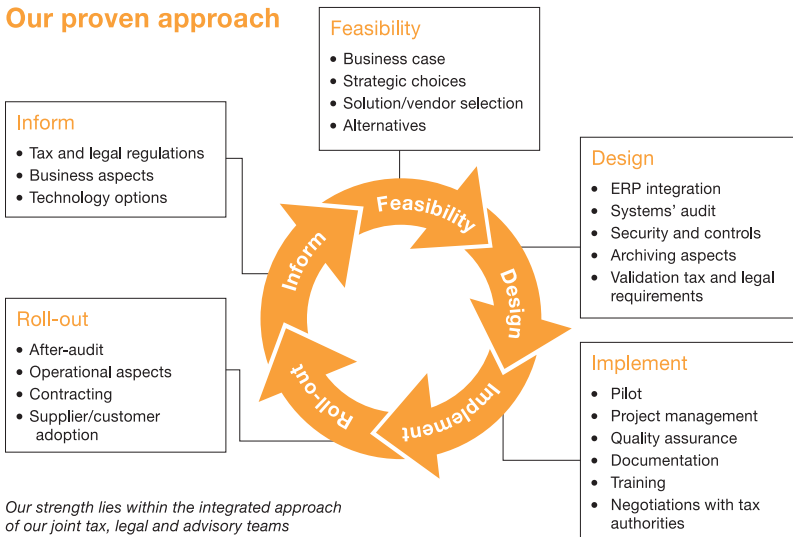 Our proven approach
Feasibility
• Business case
• Strategic choices
• Solution/vendor selection
• Alternatives
Inform
• Tax and legal regulations
• Business aspects
• Technology options
Design
• ERP integration
• Systems' audit
• Security and controls
• Archiving aspects
• Validation tax and legal
requirements
Roll-out
• After-audit
• Operational aspects
• Contracting
• Supplier/customer
adoption
Implement
• Pilot
• Project management
• Quality assurance
• Documentation
• Training
• Negotiations with tax
authorities
Feasibility
Design
Implement
Roll-out
Inform
Our strength lies within the integrated approach
of our joint tax, legal and advisory teams